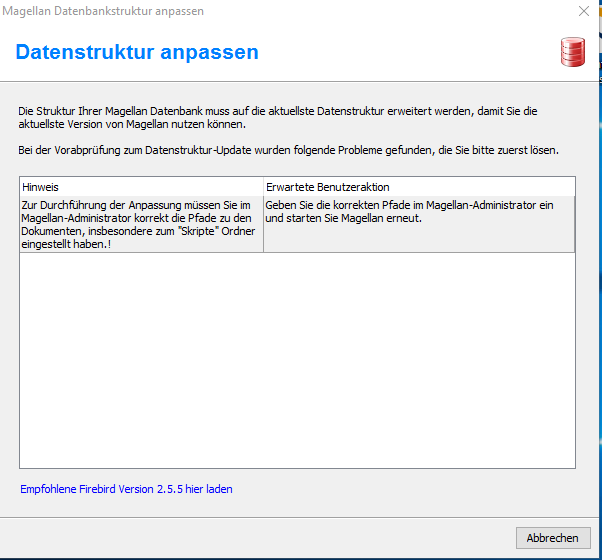 Magellan Datenbankstruktur anpassen
Datenstruktur anpassen
Die Struktur Ihrer Magellan Datenbank muss auf die aktuellste Datenstruktur erweitert werden, damit Sie die
aktuellste Version von Magellan nutzen können.
Bei der Vorabprüfung zum Datenstruktur-Update wurden folgende Probleme gefunden, die Sie bitte zuerst lösen.
Hinweis
Erwartete Benutzeraktion
Zur Durchführung der Anpassung müssen Sie im
Magellan-Administrator korrekt die Pfade zu den
Dokumenten, insbesondere zum "Skripte" Ordner
eingestellt haben.!
Geben Sie die korrekten Pfade im Magellan-Administrator ein
und starten Sie Magellan erneut.
Empfohlene Firebird Version 2.5.5 hier laden
Abbrechen